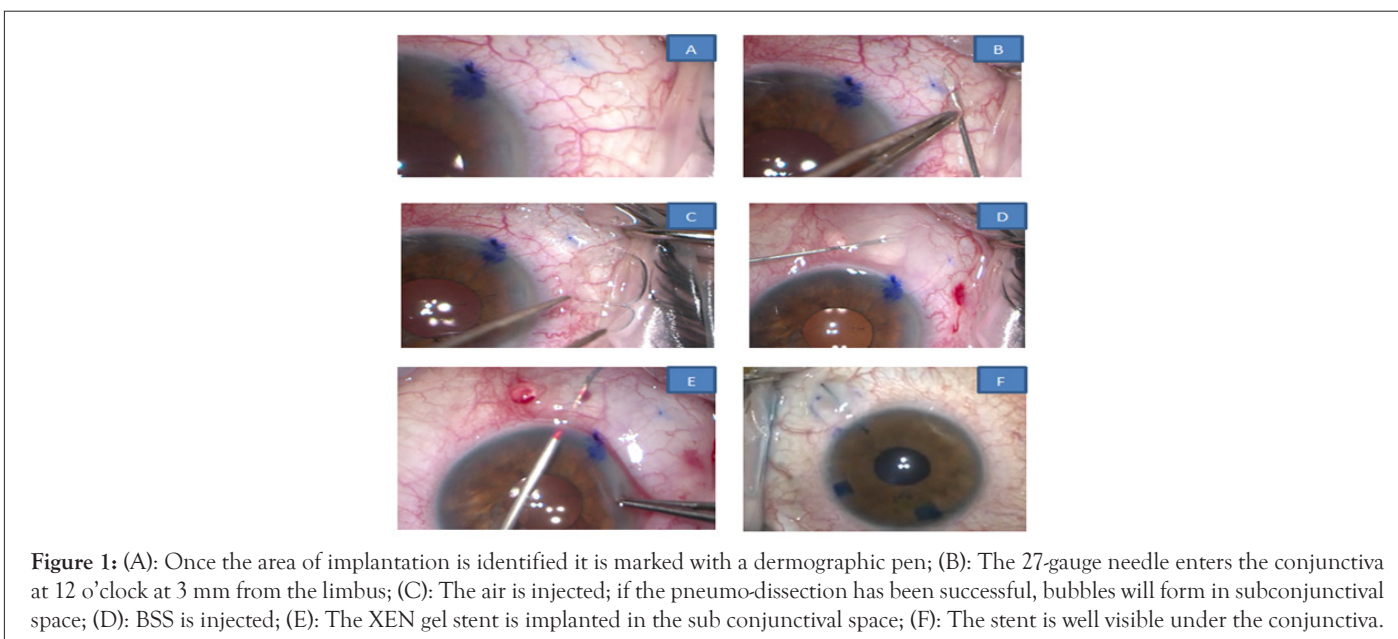 A
B
C
D
E
F
Figure 1: (A): Once the area of implantation is identified it is marked with a dermographic pen; (B): The 27-gauge needle enters the conjunctiva
at 12 o’clock at 3 mm from the limbus; (C): The air is injected; if the pneumo-dissection has been successful, bubbles will form in subconjunctival
space; (D): BSS is injected; (E): The XEN gel stent is implanted in the sub conjunctival space; (F): The stent is well visible under the conjunctiva.